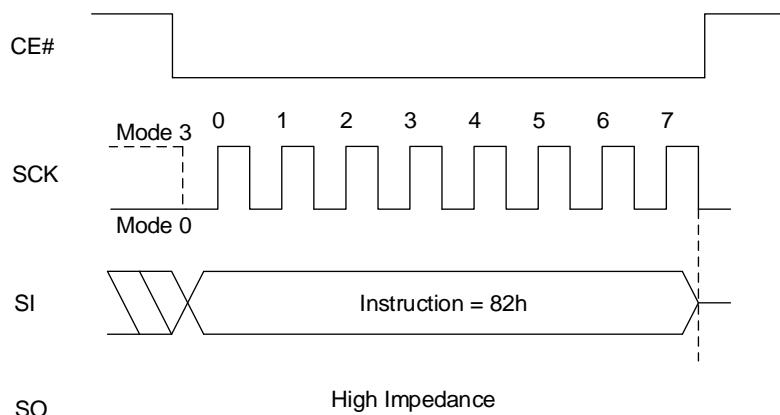 CE#
0 1 2 3 4 5 6 7
Mode 3
SCK
Mode 0
SI
Instruction = 82h
High Impedance
SO